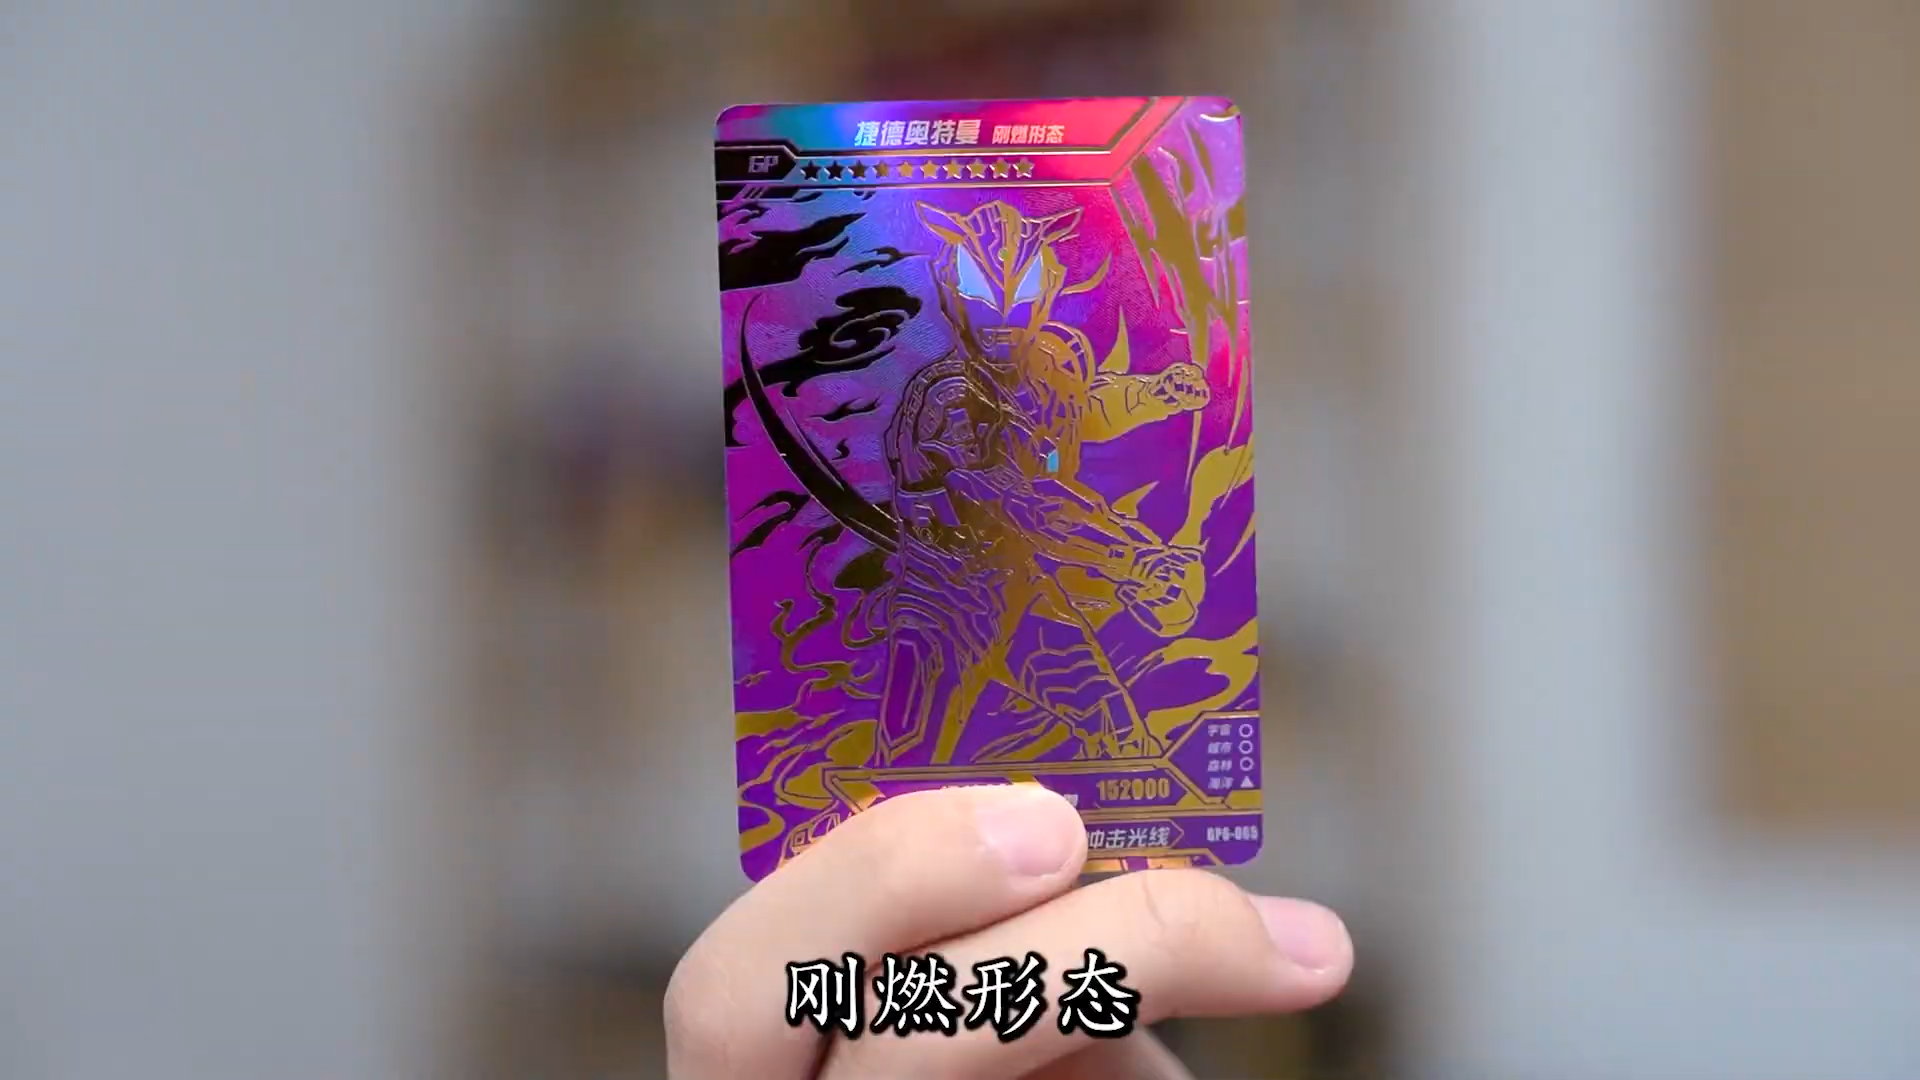 捷德奥特曼 刚燃形态
GP
宇宙
城市
森林
海洋
152000
冲击光线
GP6-065
刚燃形态